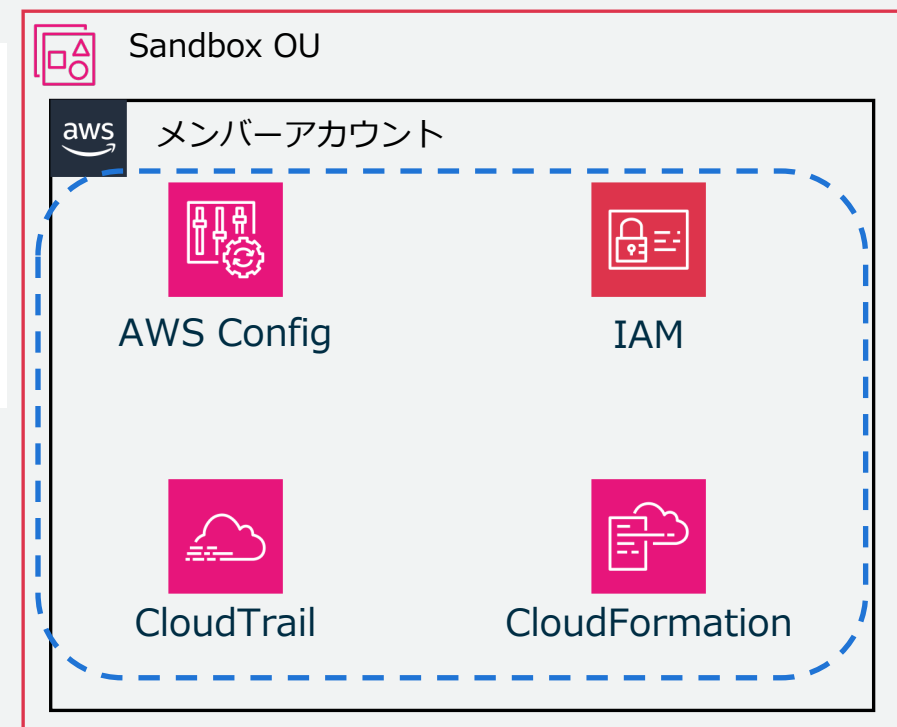 Sandbox OU
aws
メンバーアカウント
AWS Config
IAM
CloudTrail
CloudFormation